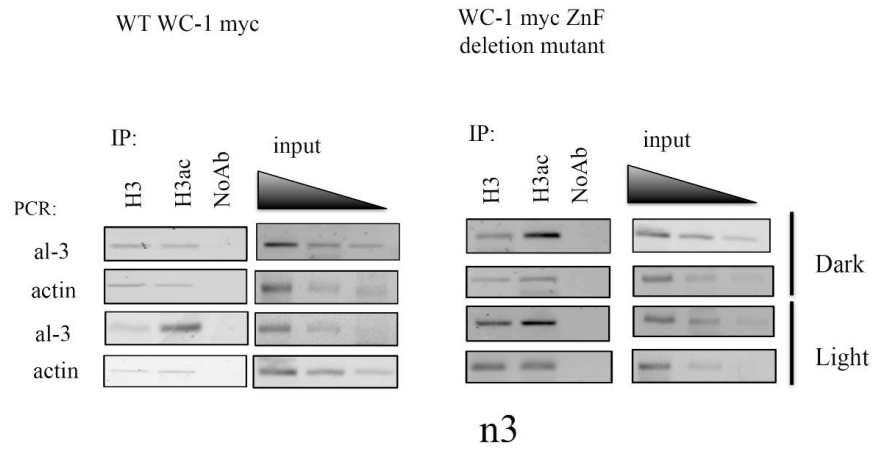 WT WC-1 myc
WC-1 myc ZnF
deletion mutant
IP:
H3
H3ac
NoAb
input
IP:
H3
H3ac
NoAb
input
PCR:
al-3
actin
al-3
actin
Dark
Light
n3